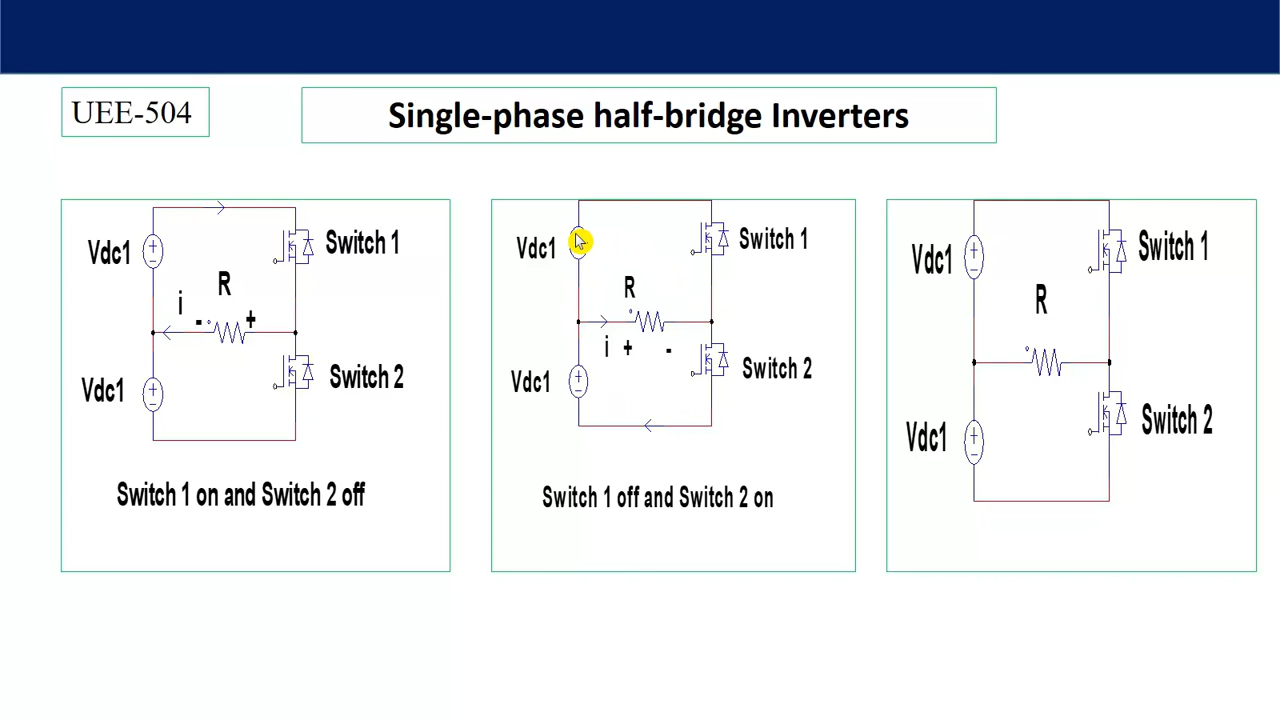 UEE-504
Single-phase half-bridge Inverters
Vdc1
Switch 1
R
i
-
+
Vdc1
Switch 2
Switch 1 on and Switch 2 off
Vdc1
Switch 1
R
i + -
Vdc1
Switch 2
Switch 1 off and Switch 2 on
Vdc1
Switch 1
R
Vdc1
Switch 2